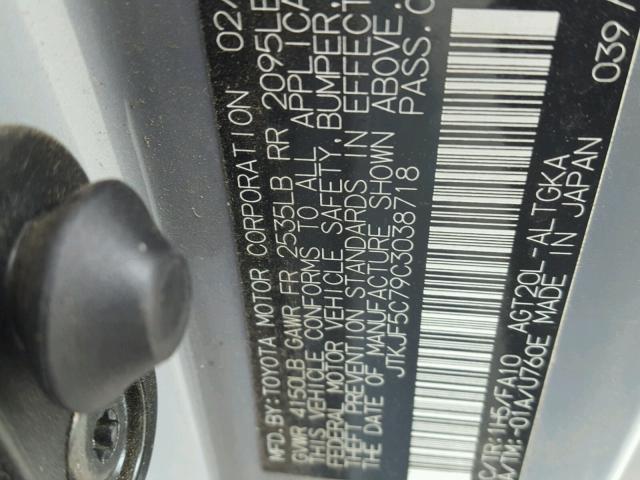 MFD.BY:TOYOTA MOTOR CORPORATION 02/
GVWR 4150LB GAWR FR 2535LB RR 2095LB
THIS VEHICLE CONFORMS TO ALL APPLICA
FEDERAL MOTOR VEHICLE SAFETY, BUMPER,
THEFT PREVENTION STANDARDS IN EFFECT
THE DATE OF MANUFACTURE SHOWN ABOVE.
JTKJF5C79C3038718 PASS.C
C/TR:1H5/FA10 AGT20L-ALTGKA 039/
A/TM:-01A/U760E MADE IN JAPAN